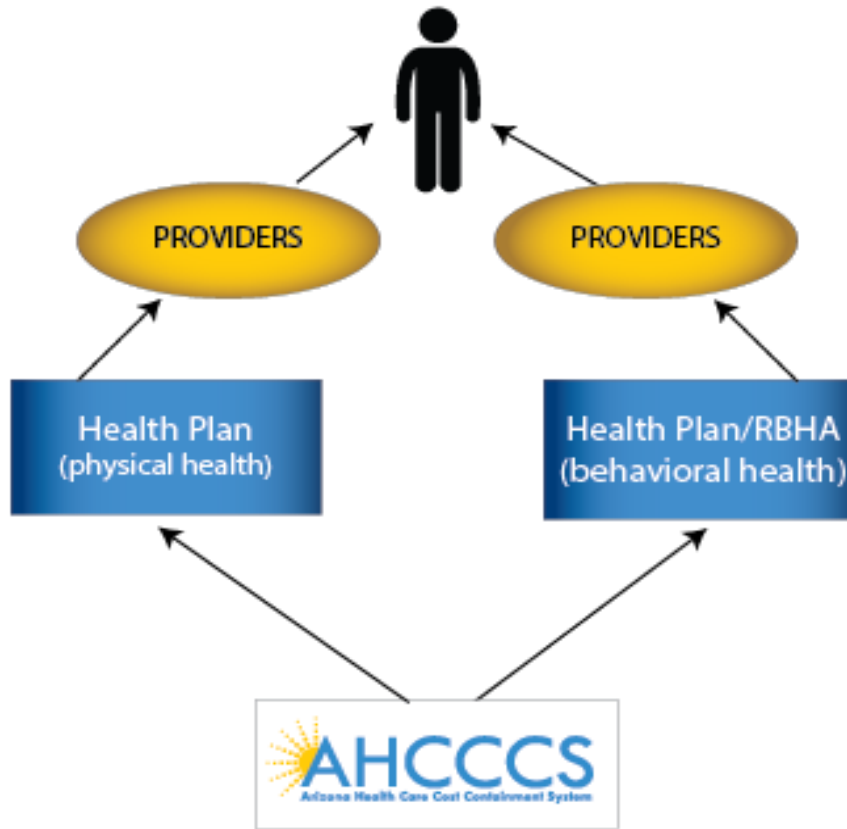 PROVIDERS
PROVIDERS
Health Plan
(physical health)
Health Plan/RBHA
(behavioral health)
AHCCCS
Arizona Health Care Cost Containment System